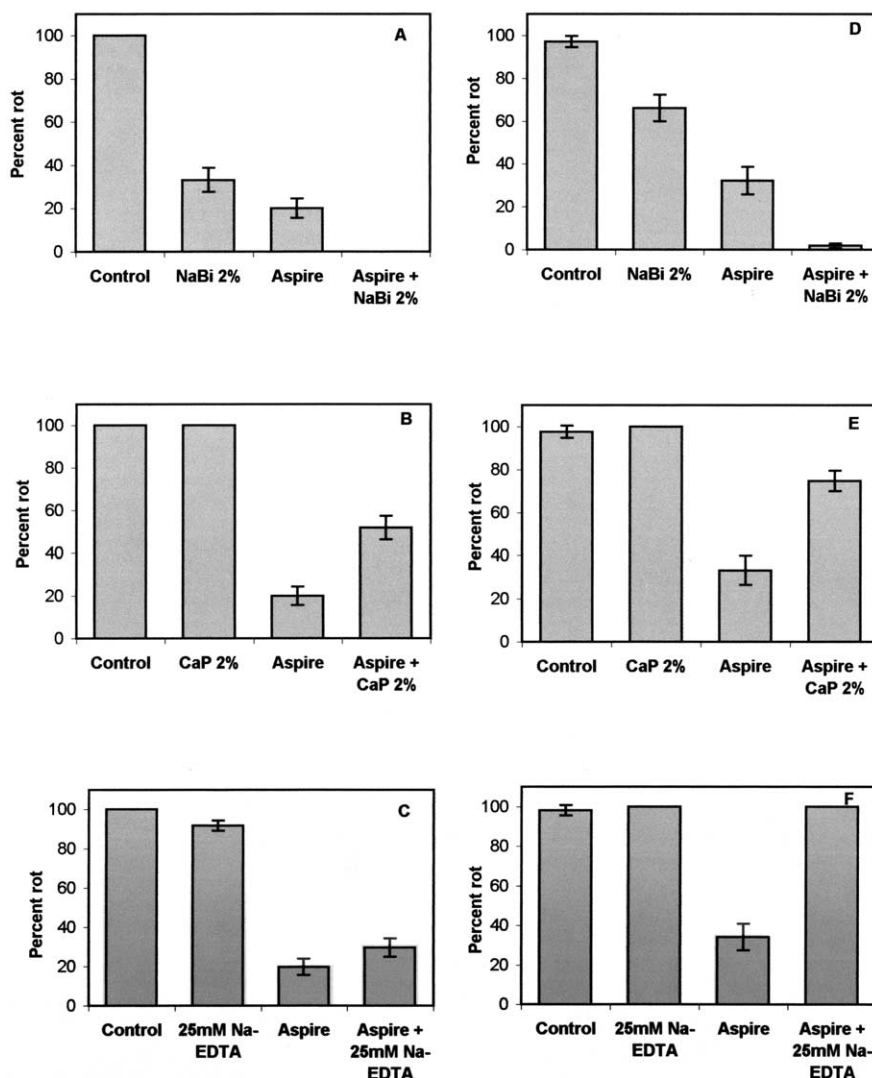 A
Percent rot
100
80
60
40
20
0
Control NaBi 2% Aspire Aspire +
NaBi 2%
D
Percent rot
100
80
60
40
20
0
Control NaBi 2% Aspire Aspire +
NaBi 2%
B
Percent rot
100
80
60
40
20
0
Control CaP 2% Aspire Aspire +
CaP 2%
E
Percent rot
100
80
60
40
20
0
Control CaP 2% Aspire Aspire +
CaP 2%
C
Percent rot
100
80
60
40
20
0
Control 25mM Na- Aspire Aspire +
EDTA 25mM Na-
EDTA
F
Percent rot
100
80
60
40
20
0
Control 25mM Na- Aspire Aspire +
EDTA 25mM Na-
EDTA